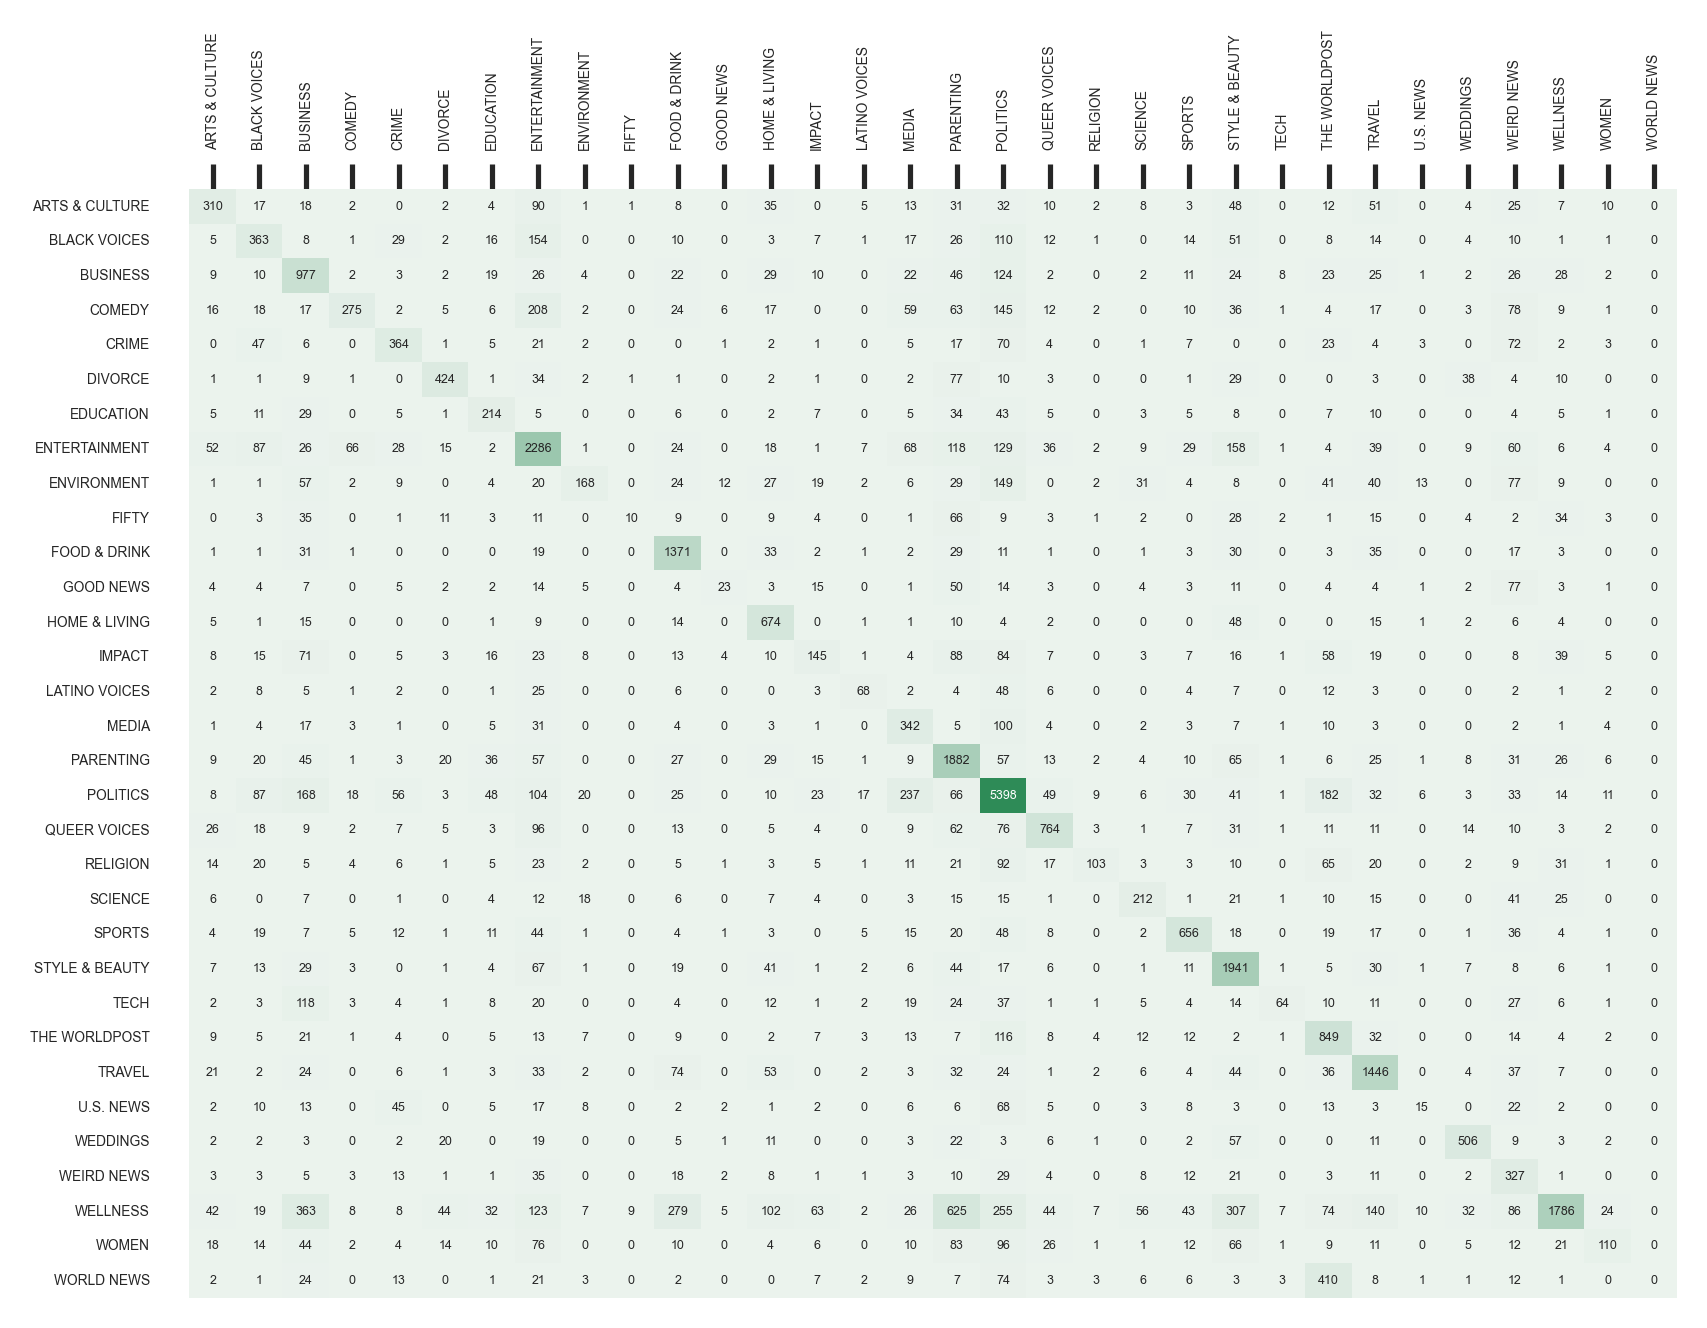 ARTS & CULTURE BLACK VOICES BUSINESS COMEDY CRIME DIVORCE EDUCATION ENTERTAINMENT ENVIRONMENT FIFTY FOOD & DRINK GOOD NEWS HOME & LIVING IMPACT LATINO VOICES MEDIA PARENTING POLITICS QUEER VOICES RELIGION SCIENCE SPORTS STYLE & BEAUTY TECH THE WORLDPOST TRAVEL U.S. NEWS WEDDINGS WEIRD NEWS WELLNESS WOMEN WORLD NEWS
ARTS & CULTURE 310 17 18 2 0 2 4 90 1 1 8 0 35 0 5 13 31 32 10 2 8 3 48 0 12 51 0 4 25 7 10 0
BLACK VOICES 5 363 8 1 29 2 16 154 0 0 10 0 3 7 1 17 26 110 12 1 0 14 51 0 8 14 0 4 10 1 1 0
BUSINESS 9 10 977 2 3 2 19 26 4 0 22 0 29 10 0 22 46 124 2 0 2 11 24 8 23 25 1 2 26 28 2 0
COMEDY 16 18 17 275 2 5 6 208 2 0 24 6 17 0 0 59 63 145 12 2 0 10 36 1 4 17 0 3 78 9 1 0
CRIME 0 47 6 0 364 1 5 21 2 0 0 1 2 1 0 5 17 70 4 0 1 7 0 0 23 4 3 0 72 2 3 0
DIVORCE 1 1 9 1 0 424 1 34 2 1 1 0 2 1 0 2 77 10 3 0 0 1 29 0 0 3 0 38 4 10 0 0
EDUCATION 5 11 29 0 5 1 214 5 0 0 6 0 2 7 0 5 34 43 5 0 3 5 8 0 7 10 0 0 4 5 1 0
ENTERTAINMENT 52 87 26 66 28 15 2 2286 1 0 24 0 18 1 7 68 118 129 36 2 9 29 158 1 4 39 0 9 60 6 4 0
ENVIRONMENT 1 1 57 2 9 0 4 20 168 0 24 12 27 19 2 6 29 149 0 2 31 4 8 0 41 40 13 0 77 9 0 0
FIFTY 0 3 35 0 1 11 3 11 0 10 9 0 9 4 0 1 66 9 3 1 2 0 28 2 1 15 0 4 2 34 3 0
FOOD & DRINK 1 1 31 1 0 0 0 19 0 0 1371 0 33 2 1 2 29 11 1 0 1 3 30 0 3 35 0 0 17 3 0 0
GOOD NEWS 4 4 7 0 5 2 2 14 5 0 4 23 3 15 0 1 50 14 3 0 4 3 11 0 4 4 1 2 77 3 1 0
HOME & LIVING 5 1 15 0 0 0 1 9 0 0 14 0 674 0 1 1 10 4 2 0 0 0 48 0 0 15 1 2 6 4 0 0
IMPACT 8 15 71 0 5 3 16 23 8 0 13 4 10 145 1 4 88 84 7 0 3 7 16 1 58 19 0 0 8 39 5 0
LATINO VOICES 2 8 5 1 2 0 1 25 0 0 6 0 0 3 68 2 4 48 6 0 0 4 7 0 12 3 0 0 2 1 2 0
MEDIA 1 4 17 3 1 0 5 31 0 0 4 0 3 1 0 342 5 100 4 0 2 3 7 1 10 3 0 0 2 1 4 0
PARENTING 9 20 45 1 3 20 36 57 0 0 27 0 29 15 1 9 1882 57 13 2 4 10 65 1 6 25 1 8 31 26 6 0
POLITICS 8 87 168 18 56 3 48 104 20 0 25 0 10 23 17 237 66 5398 49 9 6 30 41 1 182 32 6 3 33 14 11 0
QUEER VOICES 26 18 9 2 7 5 3 96 0 0 13 0 5 4 0 9 62 76 764 3 1 7 31 1 11 11 0 14 10 3 2 0
RELIGION 14 20 5 4 6 1 5 23 2 0 5 1 3 5 1 11 21 92 17 103 3 3 10 0 65 20 0 2 9 31 1 0
SCIENCE 6 0 7 0 1 0 4 12 18 0 6 0 7 4 0 3 15 15 1 0 212 1 21 1 10 15 0 0 41 25 0 0
SPORTS 4 19 7 5 12 1 11 44 1 0 4 1 3 0 5 15 20 48 8 0 2 656 18 0 19 17 0 1 36 4 1 0
STYLE & BEAUTY 7 13 29 3 0 1 4 67 1 0 19 0 41 1 2 6 44 17 6 0 1 11 1941 1 5 30 1 7 8 6 1 0
TECH 2 3 118 3 4 1 8 20 0 0 4 0 12 1 2 19 24 37 1 1 5 4 14 64 10 11 0 0 27 6 1 0
THE WORLDPOST 9 5 21 1 4 0 5 13 7 0 9 0 2 7 3 13 7 116 8 4 12 12 2 1 849 32 0 0 14 4 2 0
TRAVEL 21 2 24 0 6 1 3 33 2 0 74 0 53 0 2 3 32 24 1 2 6 4 44 0 36 1446 0 4 37 7 0 0
U.S. NEWS 2 10 13 0 45 0 5 17 8 0 2 2 1 2 0 6 6 68 5 0 3 8 3 0 13 3 15 0 22 2 0 0
WEDDINGS 2 2 3 0 2 20 0 19 0 0 5 1 11 0 0 3 22 3 6 1 0 2 57 0 0 11 0 506 9 3 2 0
WEIRD NEWS 3 3 5 3 13 1 1 35 0 0 18 2 8 1 1 3 10 29 4 0 8 12 21 0 3 11 0 2 327 1 0 0
WELLNESS 42 19 363 8 8 44 32 123 7 9 279 5 102 63 2 26 625 255 44 7 56 43 307 7 74 140 10 32 86 1786 24 0
WOMEN 18 14 44 2 4 14 10 76 0 0 10 0 4 6 0 10 83 96 26 1 1 12 66 1 9 11 0 5 12 21 110 0
WORLD NEWS 2 1 24 0 13 0 1 21 3 0 2 0 0 7 2 9 7 74 3 3 6 6 3 3 410 8 1 1 12 1 0 0